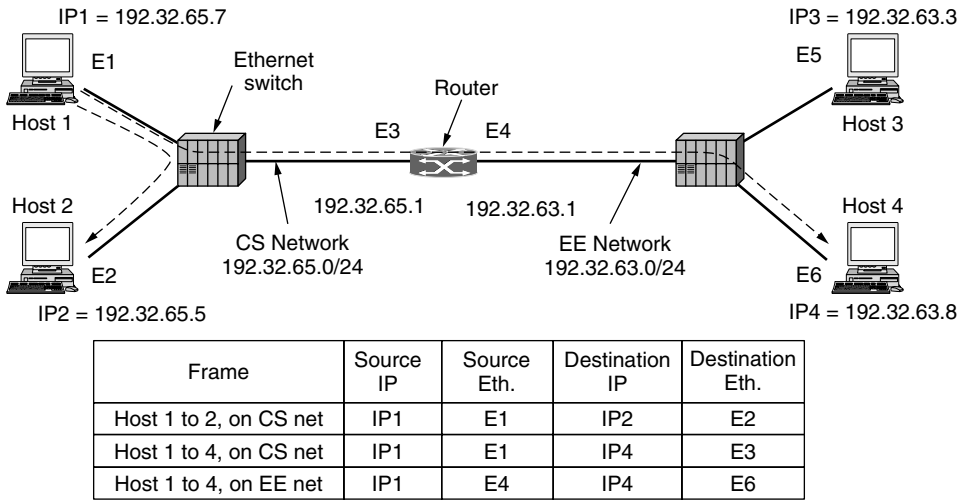 IP1 = 192.32.65.7
IP3 = 192.32.63.3
E1
Ethernet
switch
E5
Router
Host 1
E3
E4
Host 3
Host 2
192.32.65.1
192.32.63.1
Host 4
CS Network
192.32.65.0/24
EE Network
192.32.63.0/24
E2
E6
IP2 = 192.32.65.5
IP4 = 192.32.63.8
Frame
Source
IP
Source
Eth.
Destination
IP
Destination
Eth.
Host 1 to 2, on CS net IP1 E1 IP2 E2
Host 1 to 4, on CS net IP1 E1 IP4 E3
Host 1 to 4, on EE net IP1 E4 IP4 E6